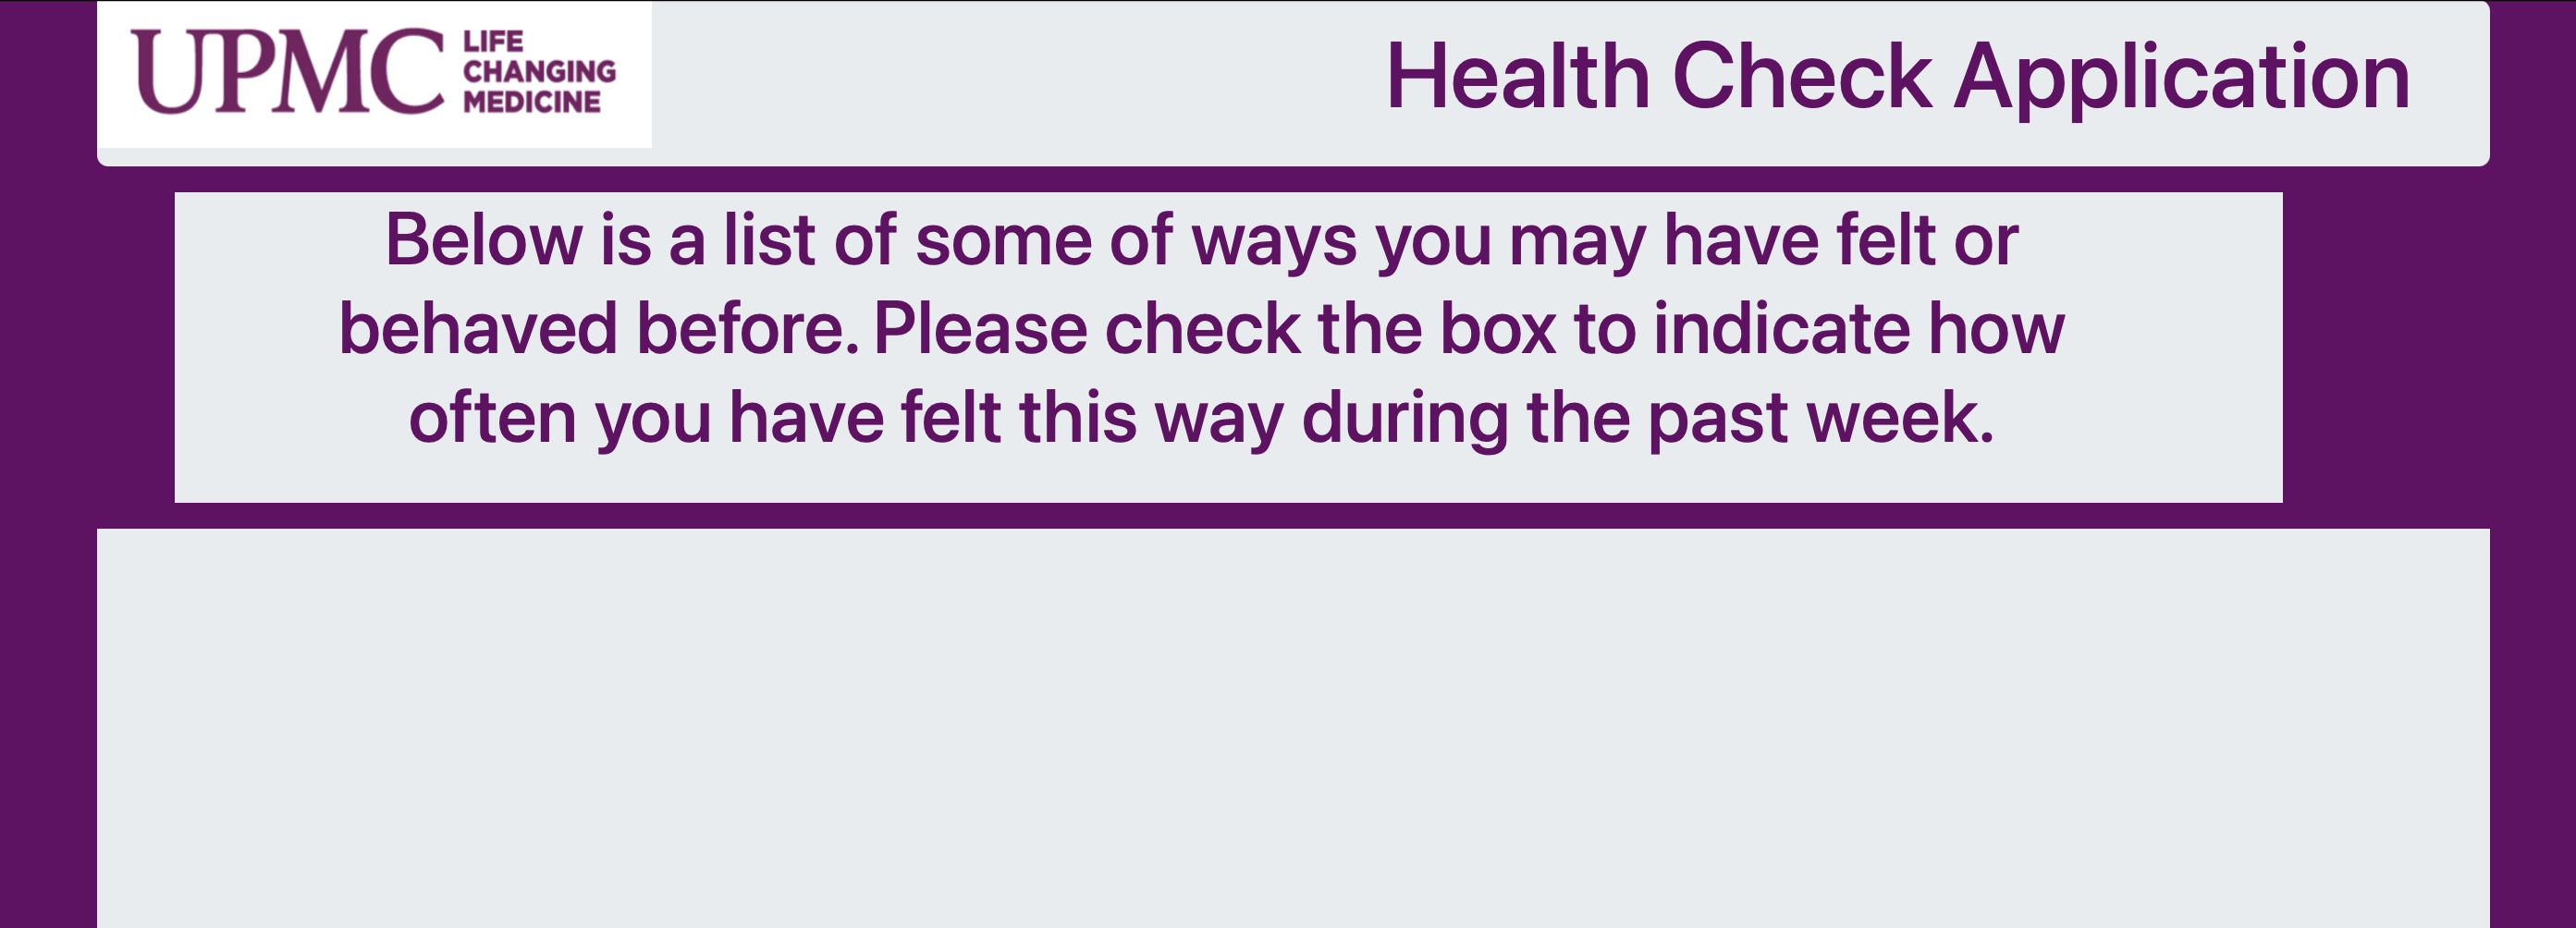 UPMC
LIFE
CHANGING
MEDICINE
Health Check Application
Below is a list of some of ways you may have felt or
behaved before. Please check the box to indicate how
often you have felt this way during the past week.